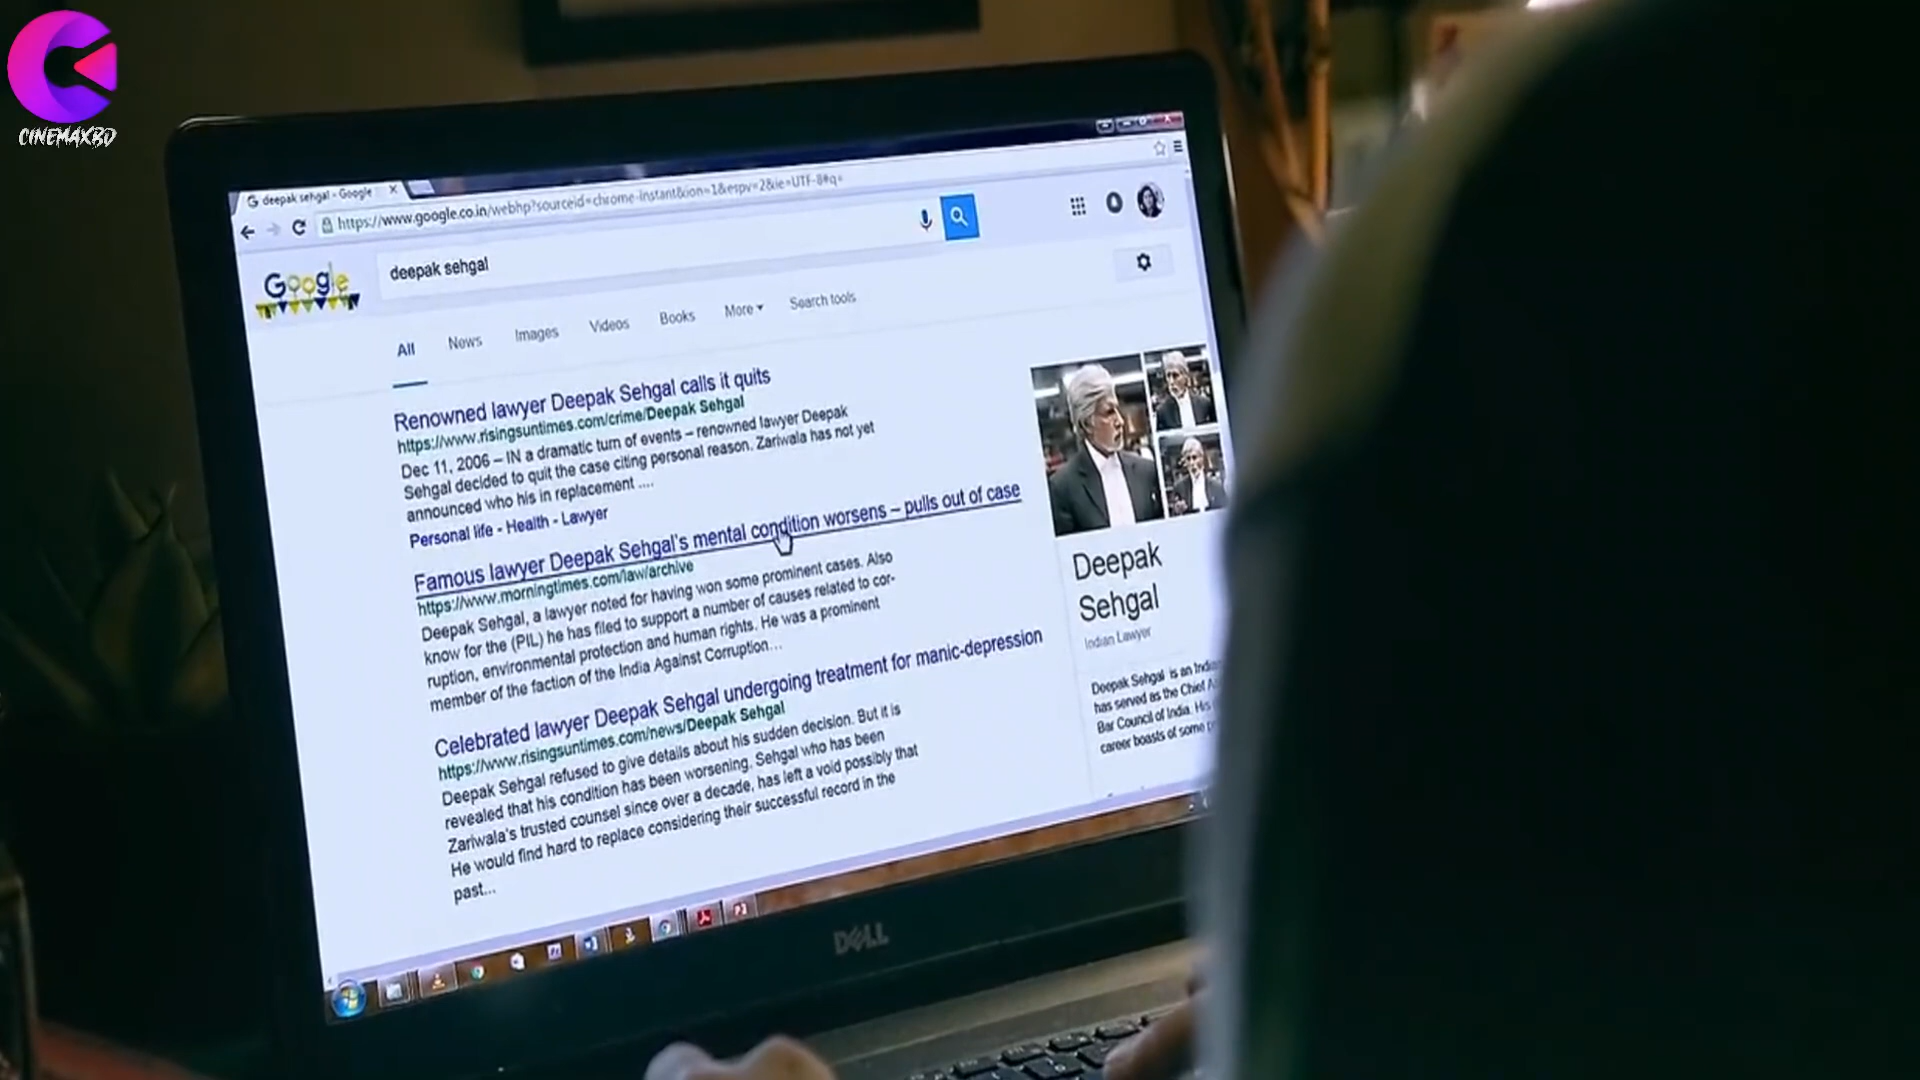 CINEMAXBD
deepak sehgal - Google
https://www.google.co.in/webhp?sourceid=chrome-instant&ion=1&espv=2&ie=UTF-8#q=
Google
deepak sehgal
All News Images Videos Books More Search tools
Renowned lawyer Deepak Sehgal calls it quits
https://www.risingsuntimes.com/crime/Deepak Sehgal
Dec 11, 2006 – IN a dramatic turn of events – renowned lawyer Deepak
Sehgal decided to quit the case citing personal reason. Zariwala has not yet
announced who his in replacement ....
Personal life - Health - Lawyer
Famous lawyer Deepak Sehgal's mental condition worsens – pulls out of case
https://www.morningtimes.com/law/archive
Deepak Sehgal, a lawyer noted for having won some prominent cases. Also
know for the (PIL) he has filed to support a number of causes related to cor-
ruption, environmental protection and human rights. He was a prominent
member of the faction of the India Against Corruption...
Celebrated lawyer Deepak Sehgal undergoing treatment for manic-depression
https://www.risingsuntimes.com/news/Deepak Sehgal
Deepak Sehgal refused to give details about his sudden decision. But it is
revealed that his condition has been worsening. Sehgal who has been
Zariwala's trusted counsel since over a decade, has left a void possibly that
He would find hard to replace considering their successful record in the
past...
Deepak
Sehgal
Indian Lawyer
Deepak Sehgal is an
has served as the Chief
Bar Council of India. His
career boasts of some
DELL